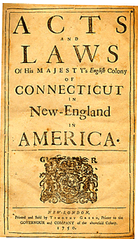 ACTS
AND
LAWS
Of His MAJESTY's English Colony
OF
CONNECTICUT
IN
New-England
IN
AMERICA.
NEW-LONDON,
Printed and Sold by TIMOTHY GREEN, Printer to the
GOVERNOUR and COMPANY of the abovesaid Colony.
1750.